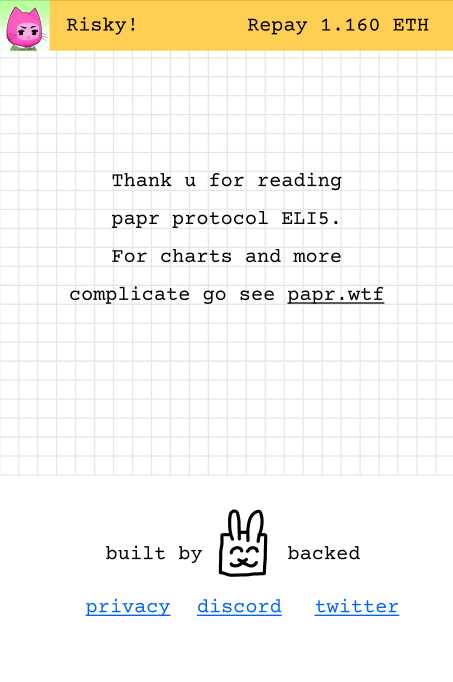 Risky! Repay 1.160 ETH
Thank u for reading
papr protocol ELI5.
For charts and more
complicate go see papr.wtf
built by backed
privacy discord twitter